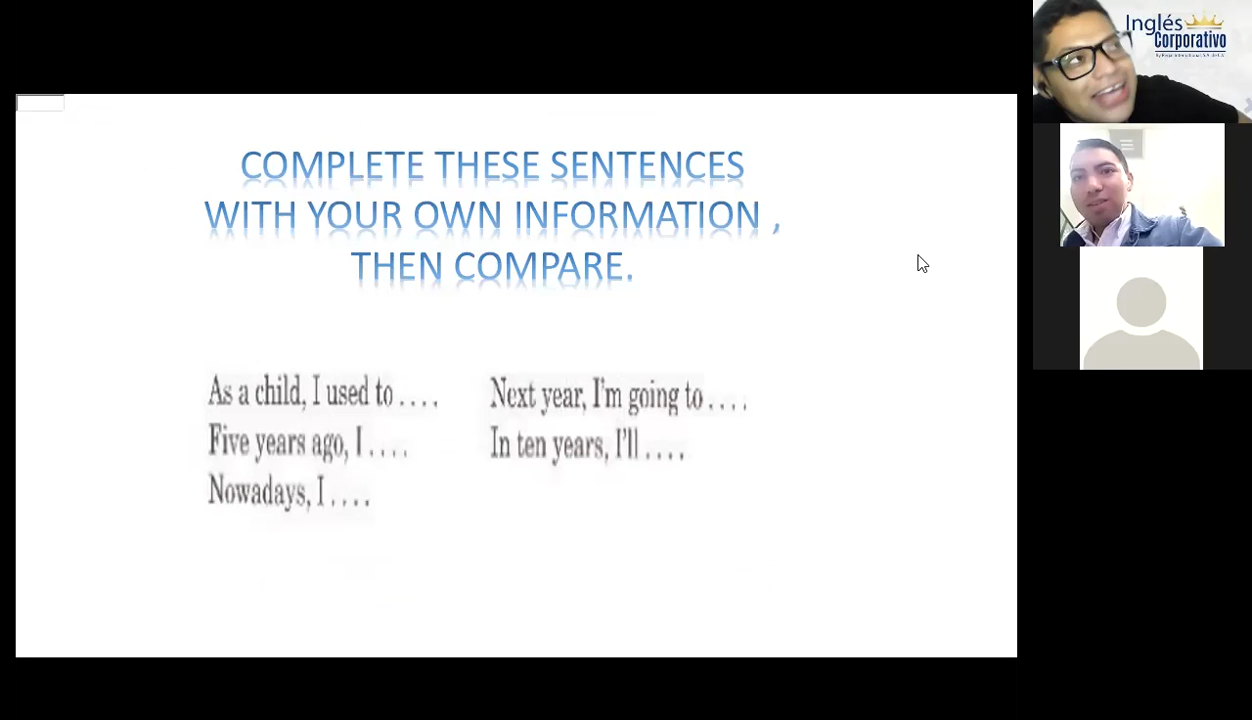 COMPLETE THESE SENTENCES
WITH YOUR OWN INFORMATION ,
THEN COMPARE.
As a child, I used to . . . .
Five years ago, I . . . .
Nowadays, I . . . .
Next year, I'm going to . . . .
In ten years, I'll . . . .
Inglés
Corporativo